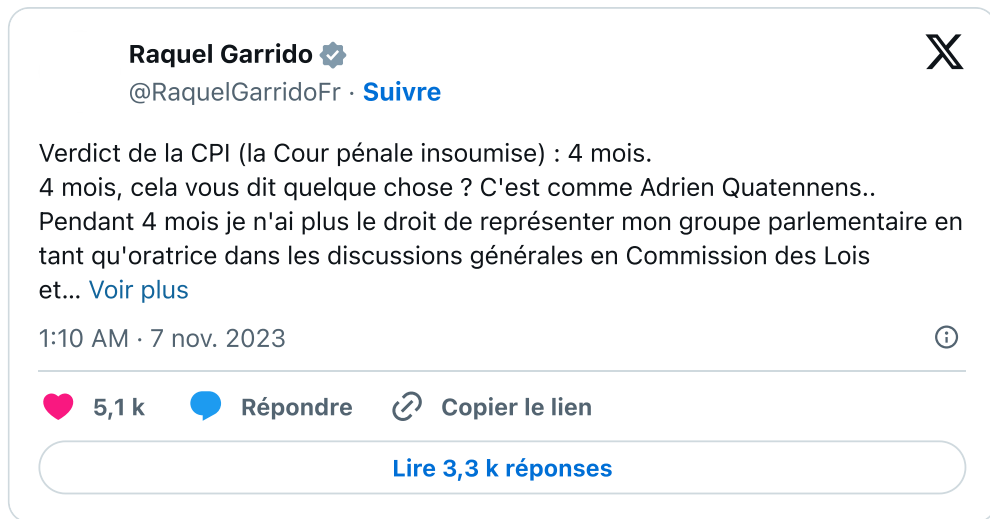 Raquel Garrido
@RaquelGarridoFr · Suivre
Verdict de la CPI (la Cour pénale insoumise) : 4 mois.
4 mois, cela vous dit quelque chose ? C'est comme Adrien Quatennens..
Pendant 4 mois je n'ai plus le droit de représenter mon groupe parlementaire en
tant qu'oratrice dans les discussions générales en Commission des Lois
et... Voir plus
1:10 AM · 7 nov. 2023
5,1 k Répondre Copier le lien
Lire 3,3 k réponses